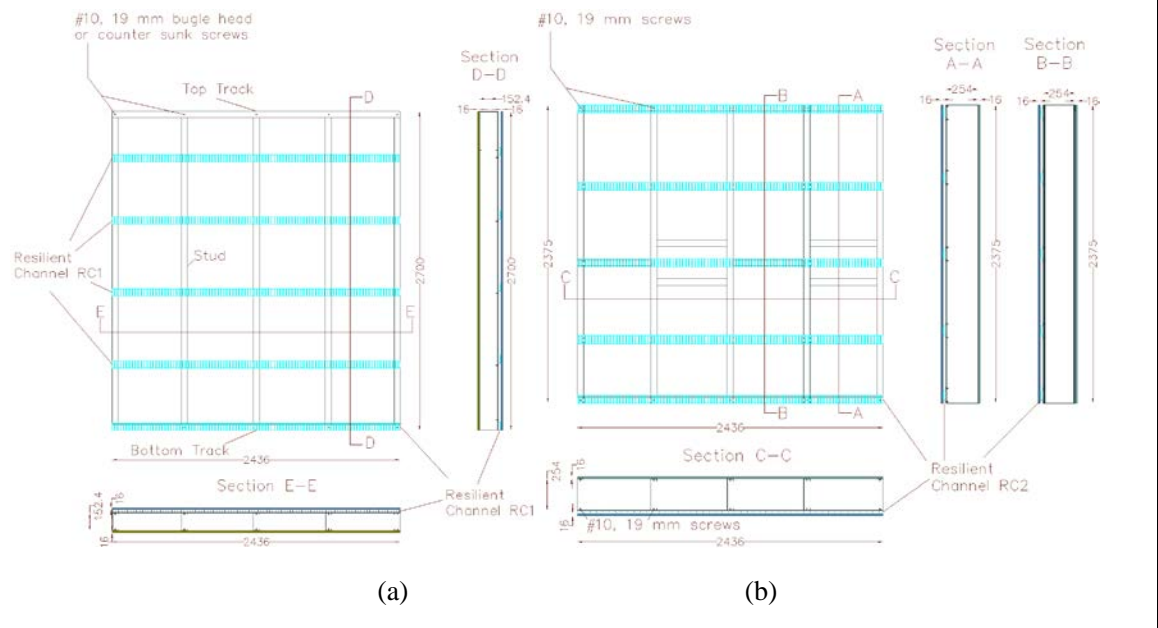 #10, 19 mm bugle head
or counter sunk screws
Top Track
D
Section
D-D
152.4
16
16
Resilient
Channel RC1
Stud
2700
2700
E
E
Bottom Track
D
2436
Section E-E
16
152.4
16
Resilient
Channel RC1
2436
(a)
#10, 19 mm screws
B
A
Section
A-A
Section
B-B
254
16
16
254
16
16
2375
2375
2375
C
C
B
A
2436
Section C-C
16
254
16
#10, 19 mm screws
Resilient
Channel RC2
2436
(b)